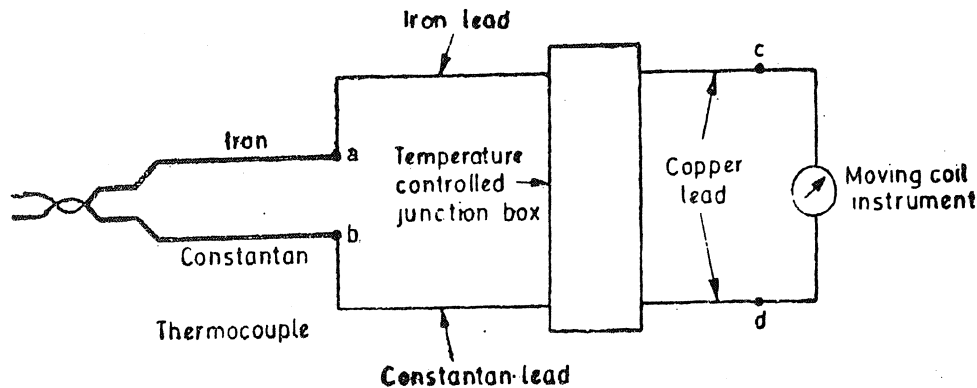 Iron lead
c
Iron
a
Temperature
controlled
junction box
Copper
lead
Moving coil
instrument
b
Constantan
d
Thermocouple
Constantan lead